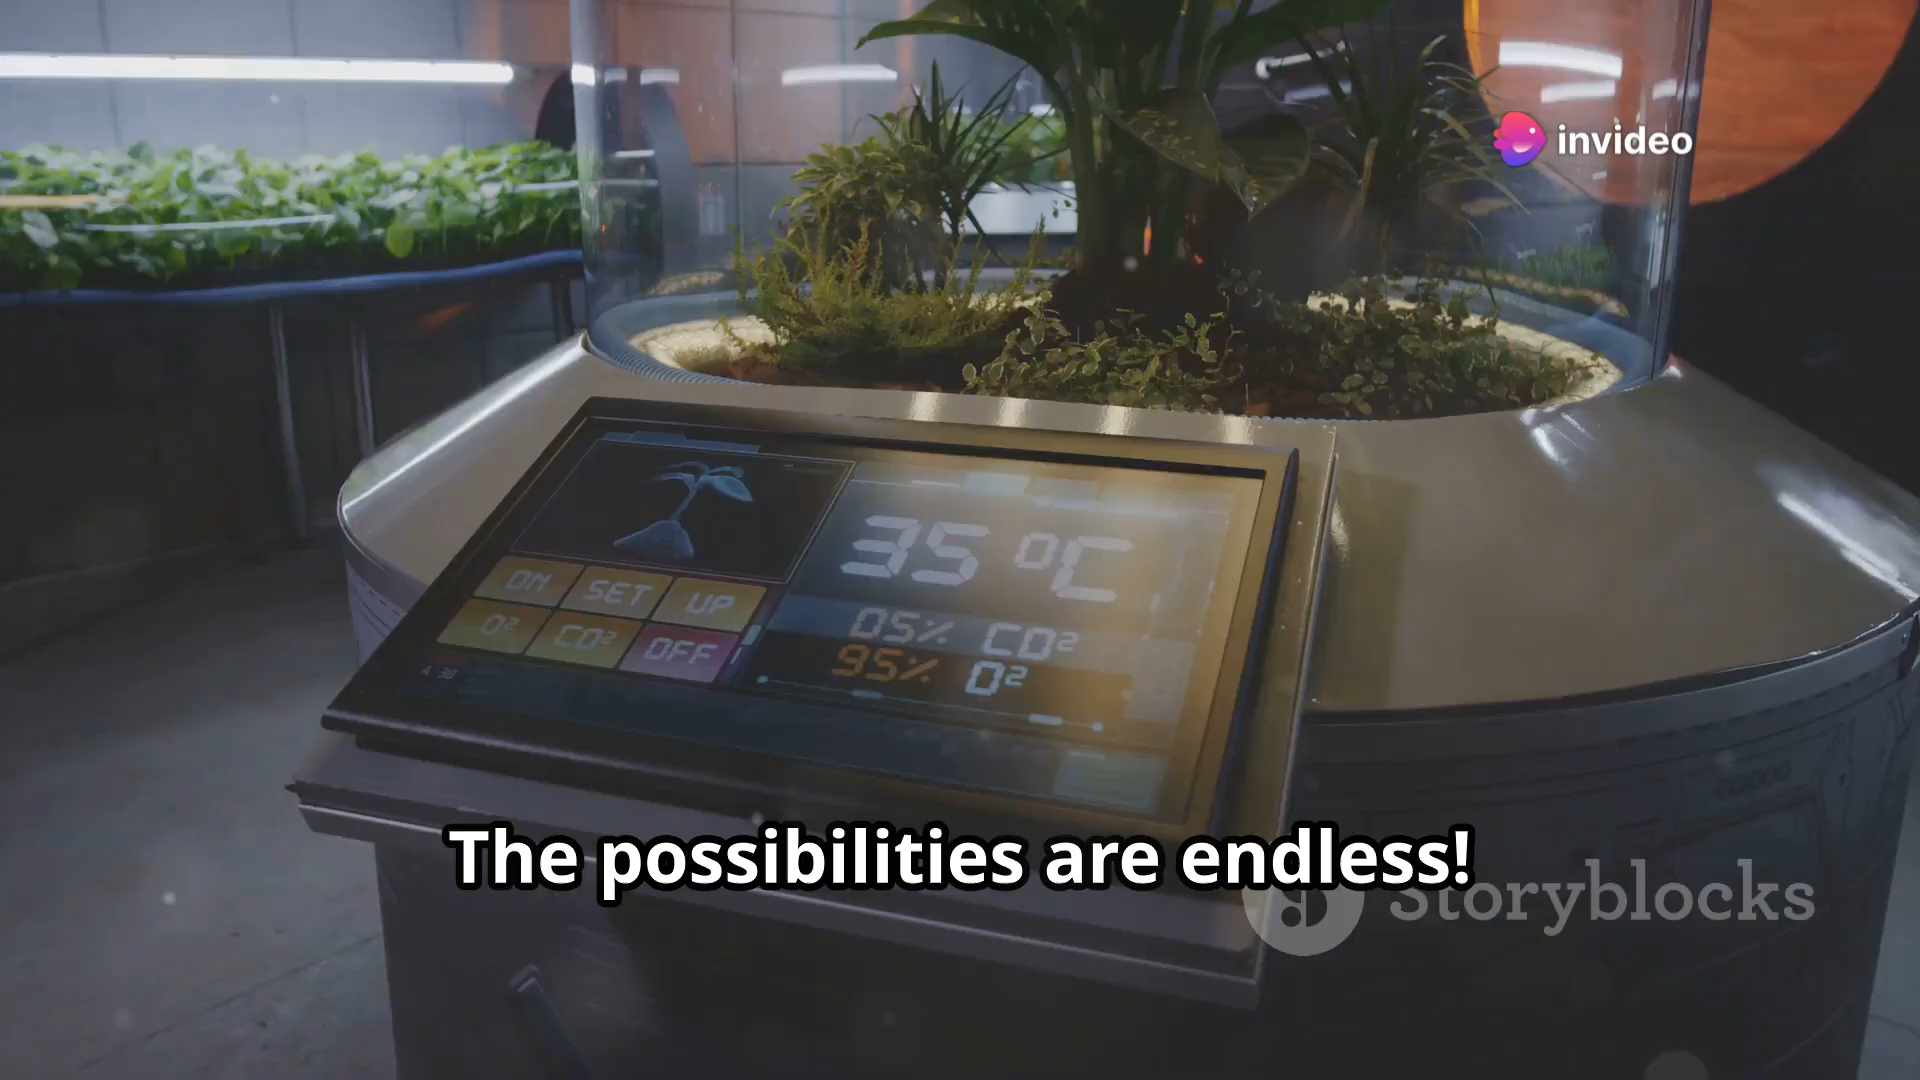 invideo
35 °C
ON SET UP
05% CO²
O² CO² OFF
95% O²
The possibilities are endless!
Storyblocks